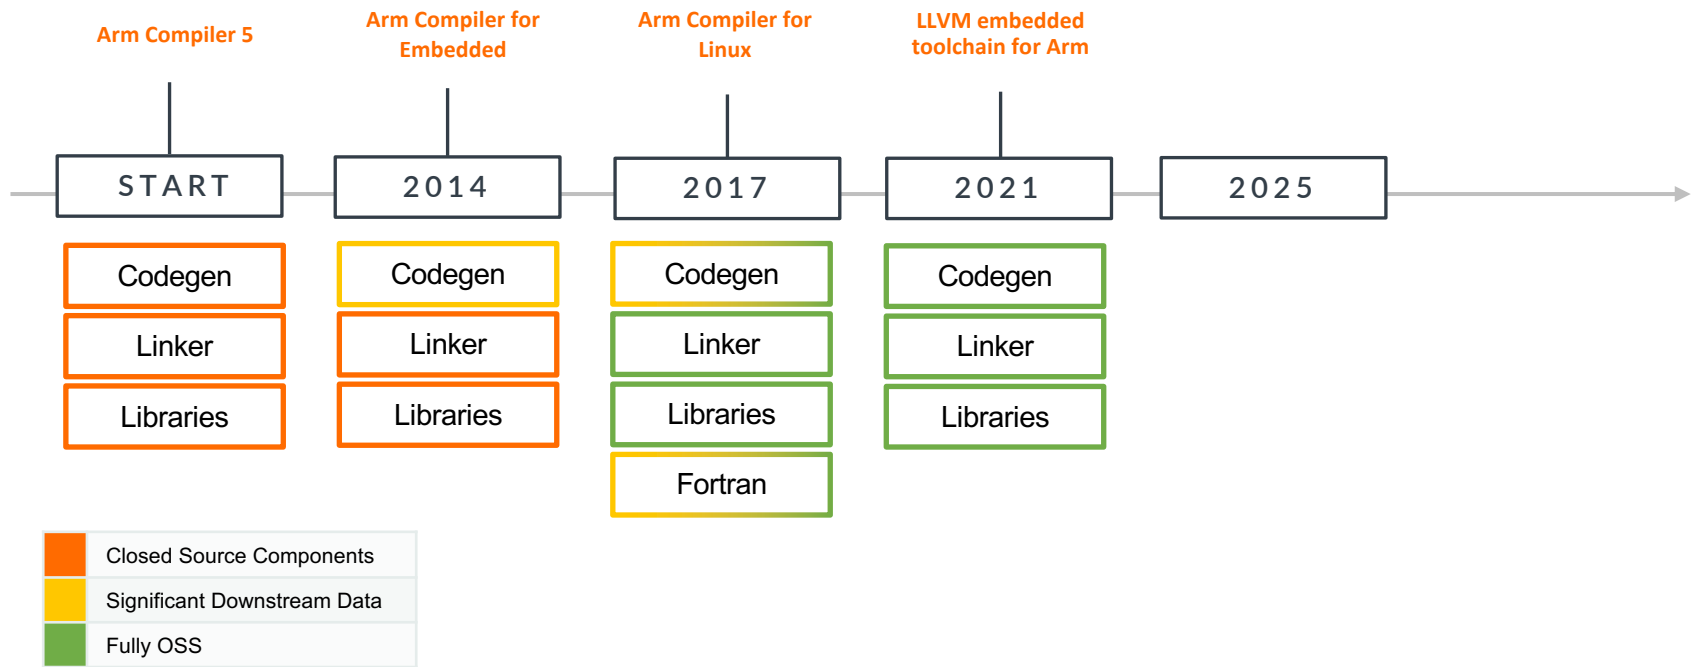 Arm Compiler 5
Arm Compiler for
Embedded
Arm Compiler for
Linux
LLVM embedded
toolchain for Arm
START
2014
2017
2021
2025
Codegen
Linker
Libraries
Codegen
Linker
Libraries
Codegen
Linker
Libraries
Fortran
Codegen
Linker
Libraries
Closed Source Components
Significant Downstream Data
Fully OSS